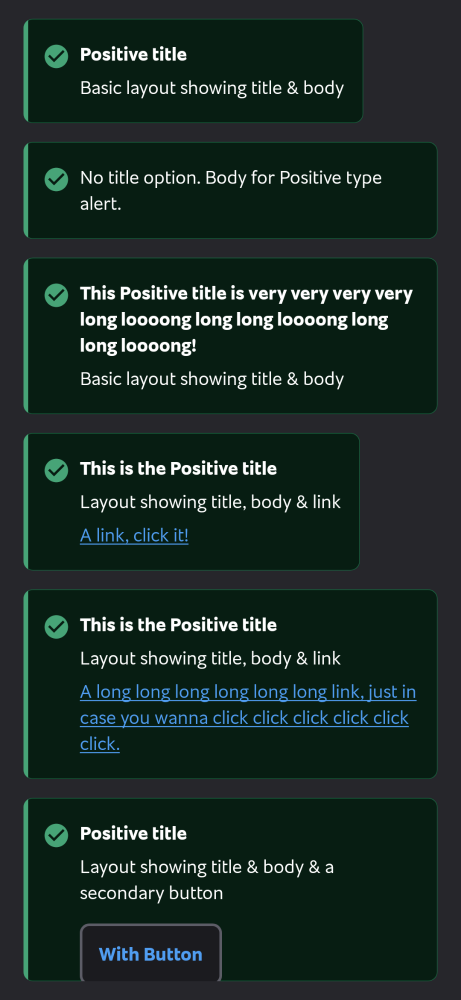 Positive title
Basic layout showing title & body
No title option. Body for Positive type
alert.
This Positive title is very very very very
long loooong long long loooong long
long loooong!
Basic layout showing title & body
This is the Positive title
Layout showing title, body & link
A link, click it!
This is the Positive title
Layout showing title, body & link
A long long long long long long link, just in
case you wanna click click click click click
click.
Positive title
Layout showing title & body & a
secondary button
With Button